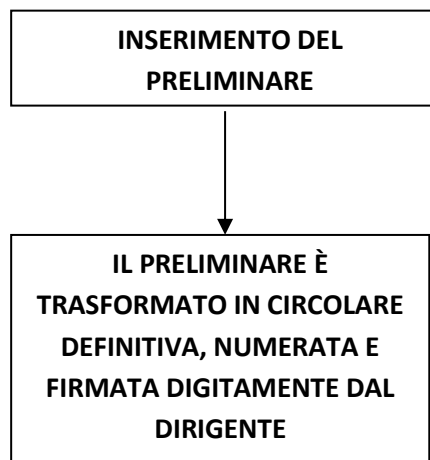 INSERIMENTO DEL
PRELIMINARE
IL PRELIMINARE È
TRASFORMATO IN CIRCOLARE
DEFINITIVA, NUMERATA E
FIRMATA DIGITAMENTE DAL
DIRIGENTE